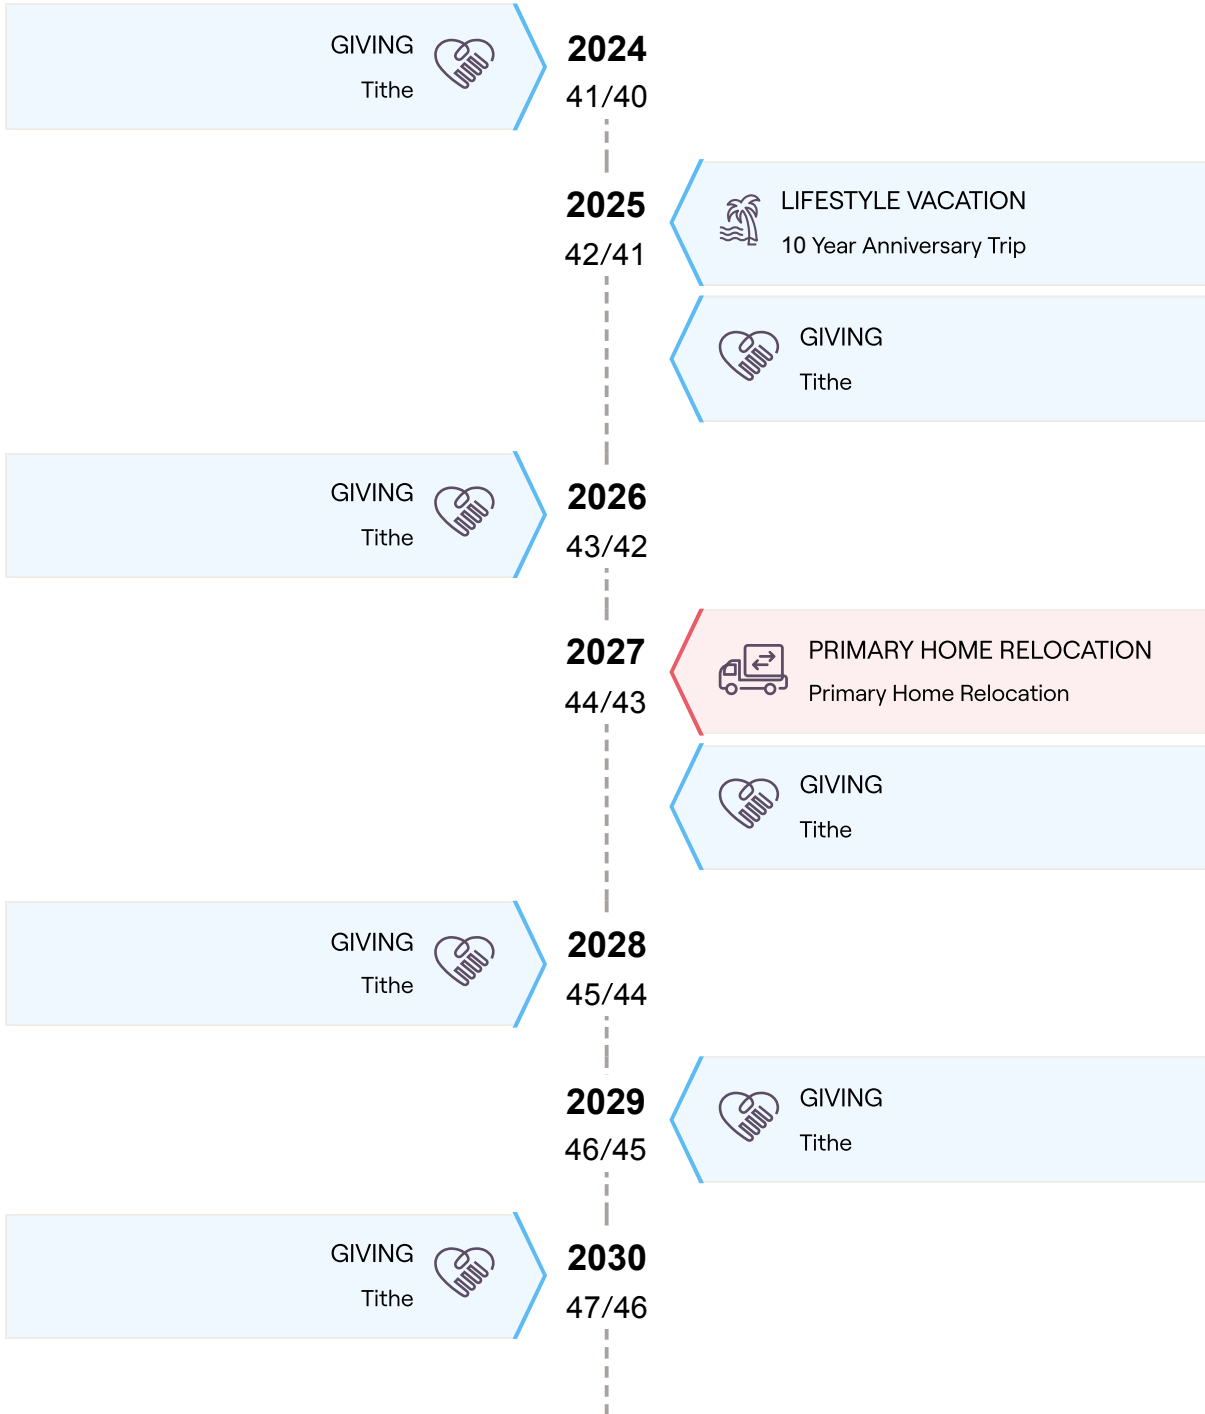 GIVING
Tithe
2024
41/40
2025
42/41
LIFESTYLE VACATION
10 Year Anniversary Trip
GIVING
Tithe
GIVING
Tithe
2026
43/42
2027
44/43
PRIMARY HOME RELOCATION
Primary Home Relocation
GIVING
Tithe
GIVING
Tithe
2028
45/44
2029
46/45
GIVING
Tithe
GIVING
Tithe
2030
47/46